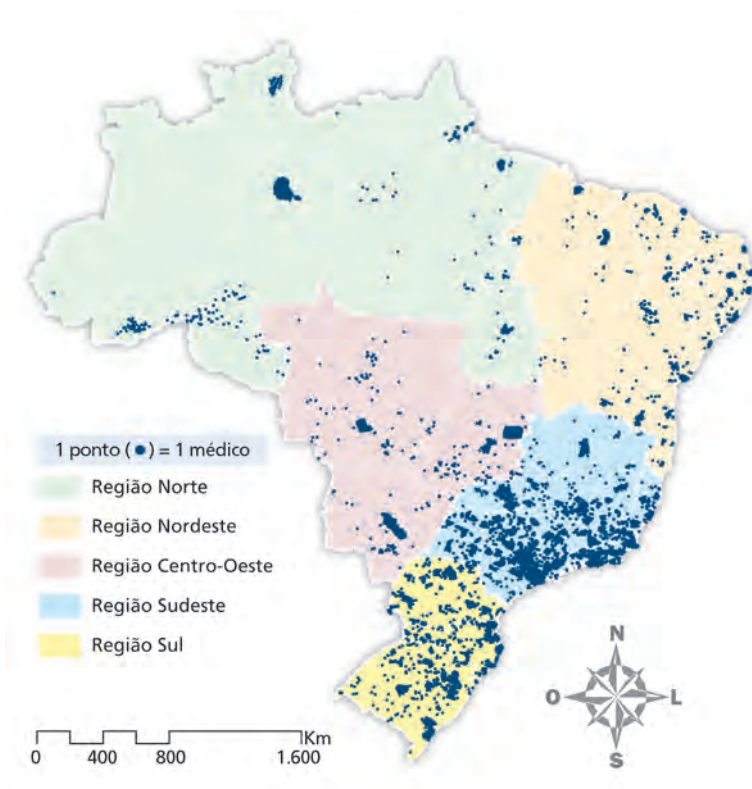 1 ponto (●) = 1 médico
Região Norte
Região Nordeste
Região Centro-Oeste
Região Sudeste
Região Sul
N
O L
S
Km
0 400 800 1.600